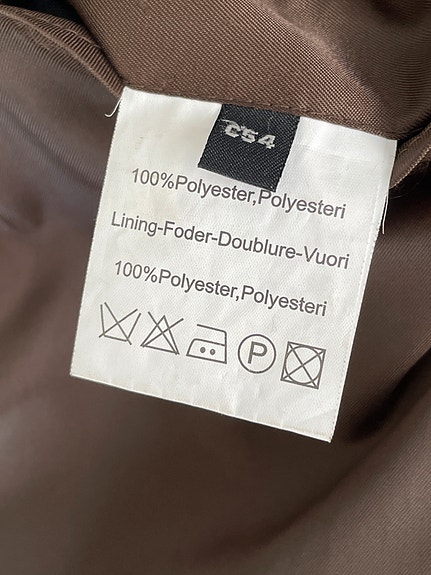 C54
100%Polyester,Polyesteri
Lining-Foder-Doublure-Vuori
100%Polyester,Polyesteri
P